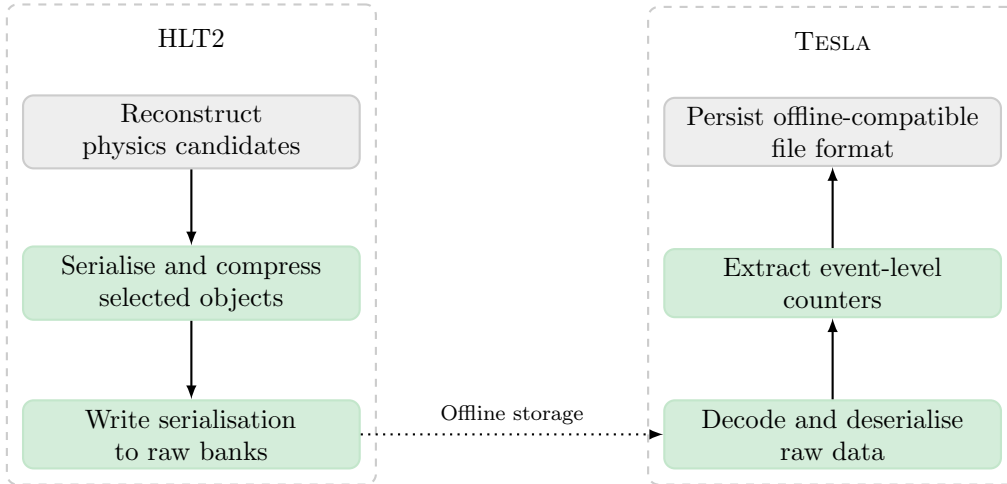 HLT2
Reconstruct
physics candidates
Serialise and compress
selected objects
Write serialisation
to raw banks
Offline storage
TESLA
Persist offline-compatible
file format
Extract event-level
counters
Decode and deserialise
raw data